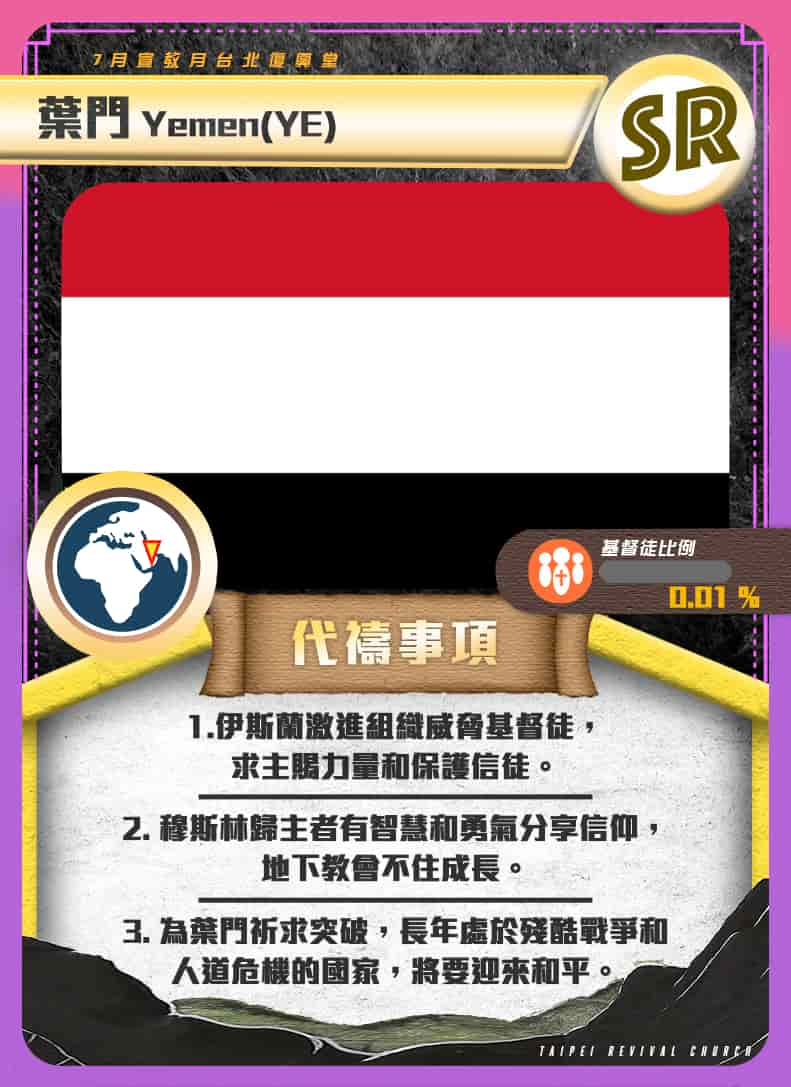 7月宣教月台北復興堂
葉門 Yemen(YE)
SR
基督徒比例
0.01 %
代禱事項
1.伊斯蘭激進組織威脅基督徒，
求主賜力量和保護信徒。
2. 穆斯林歸主者有智慧和勇氣分享信仰，
地下教會不住成長。
3. 為葉門祈求突破，長年處於殘酷戰爭和
人道危機的國家，將要迎來和平。
TAIPEI REVIVAL CHURCH